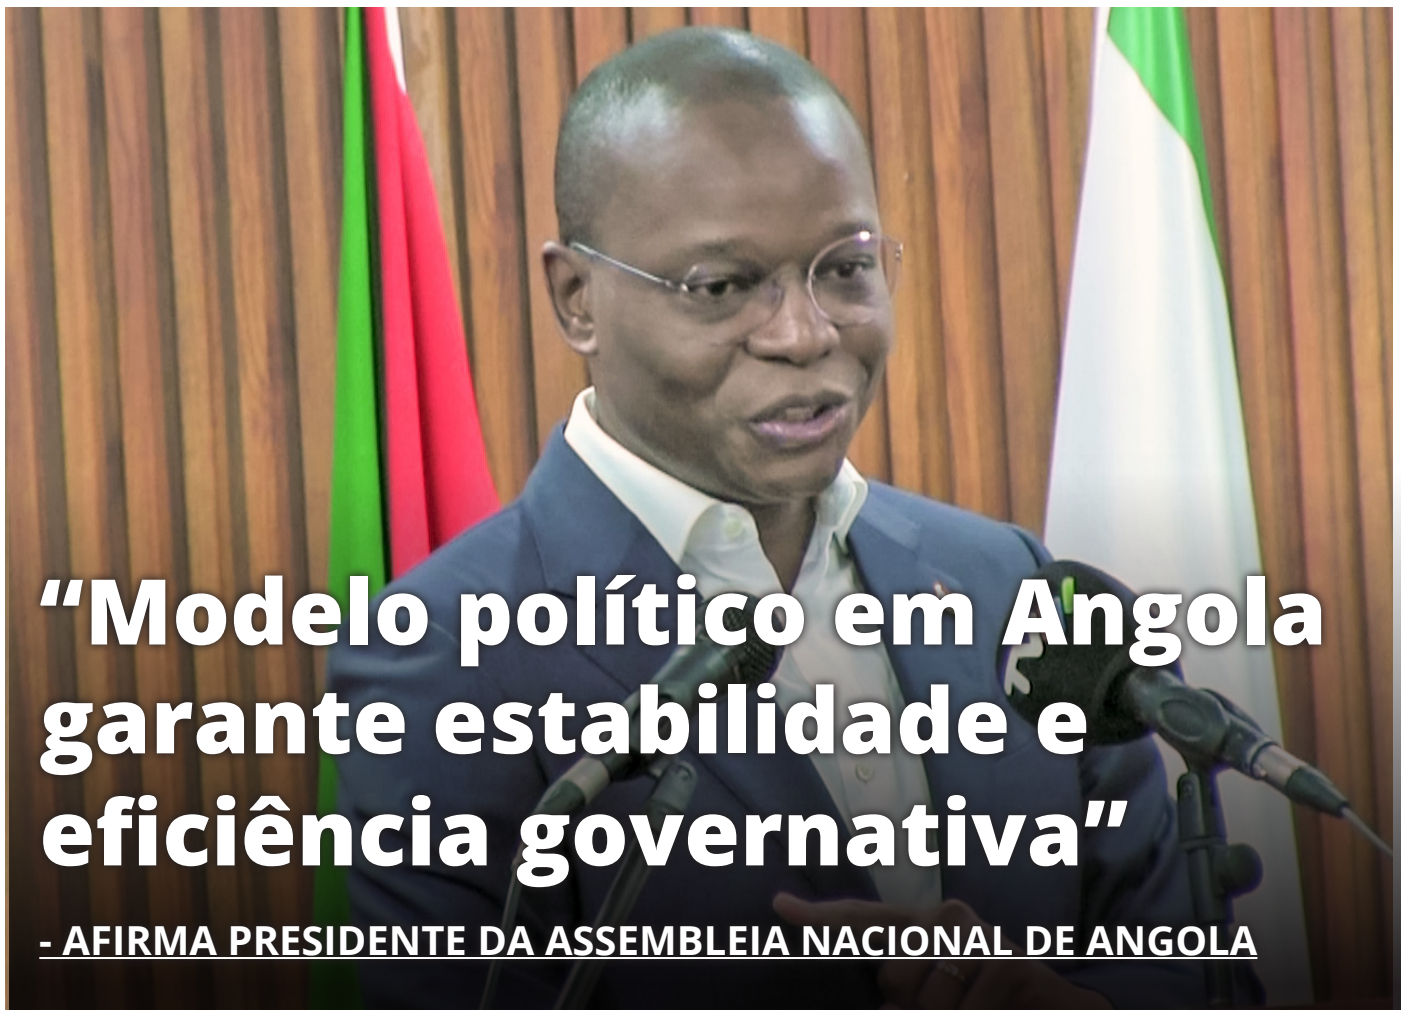 “Modelo político em Angola
garante estabilidade e
eficiência governativa”
- AFIRMA PRESIDENTE DA ASSEMBLEIA NACIONAL DE ANGOLA